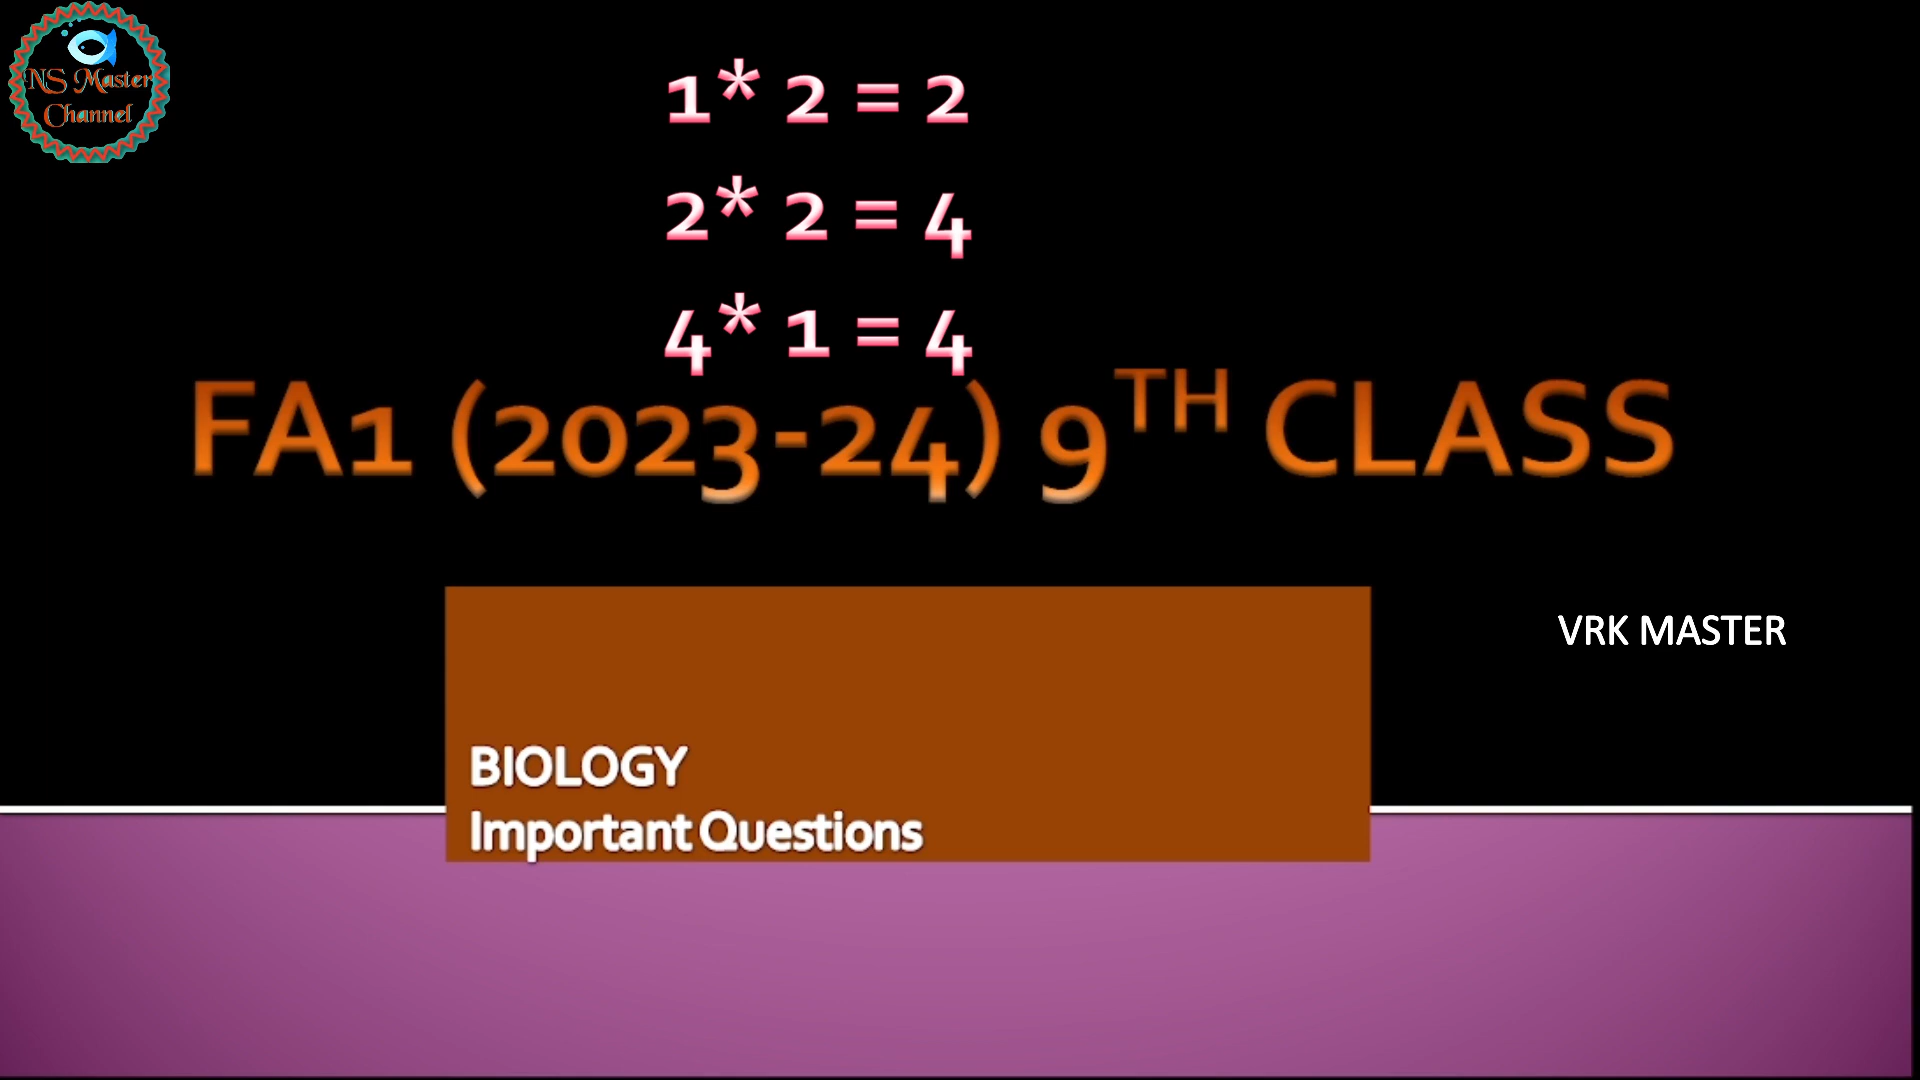 NS Master
Channel
1* 2 = 2
2* 2 = 4
4* 1 = 4
FA1 (2023-24) 9TH CLASS
VRK MASTER
BIOLOGY
Important Questions